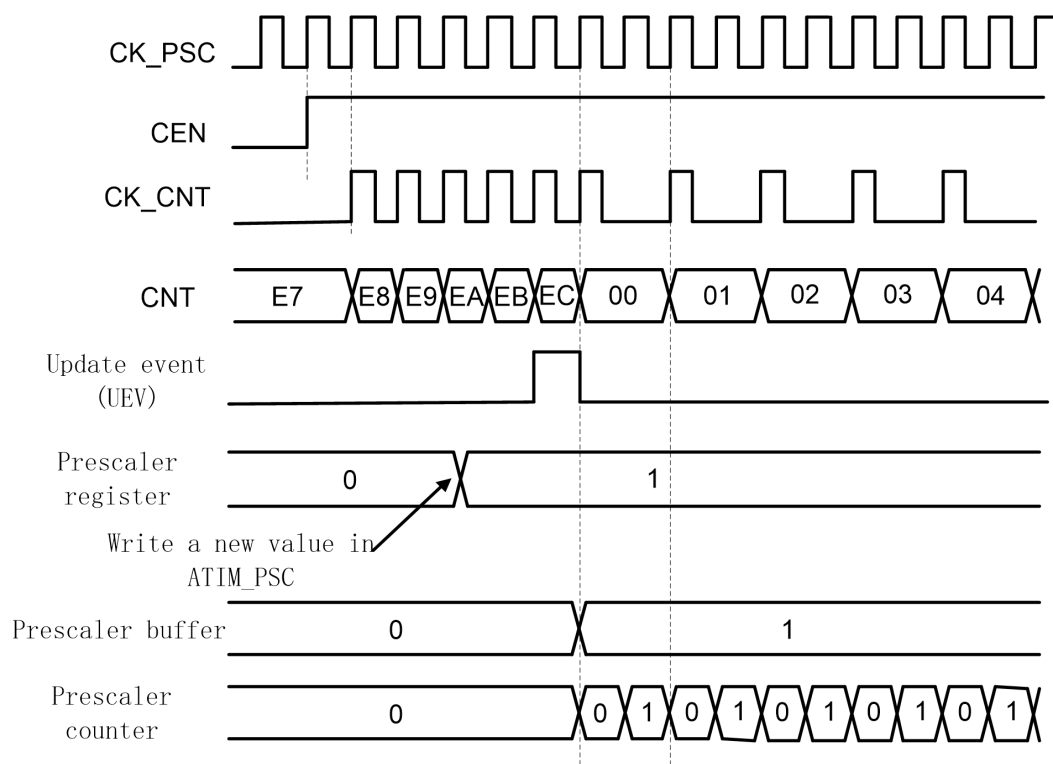 CK_PSC
CEN
CK_CNT
CNT E7 E8 E9 EA EB EC 00 01 02 03 04
Update event
(UEV)
Prescaler
register
0 1
Write a new value in
ATIM_PSC
Prescaler buffer 0 1
Prescaler
counter
0 0 1 0 1 0 1 0 1 0 1